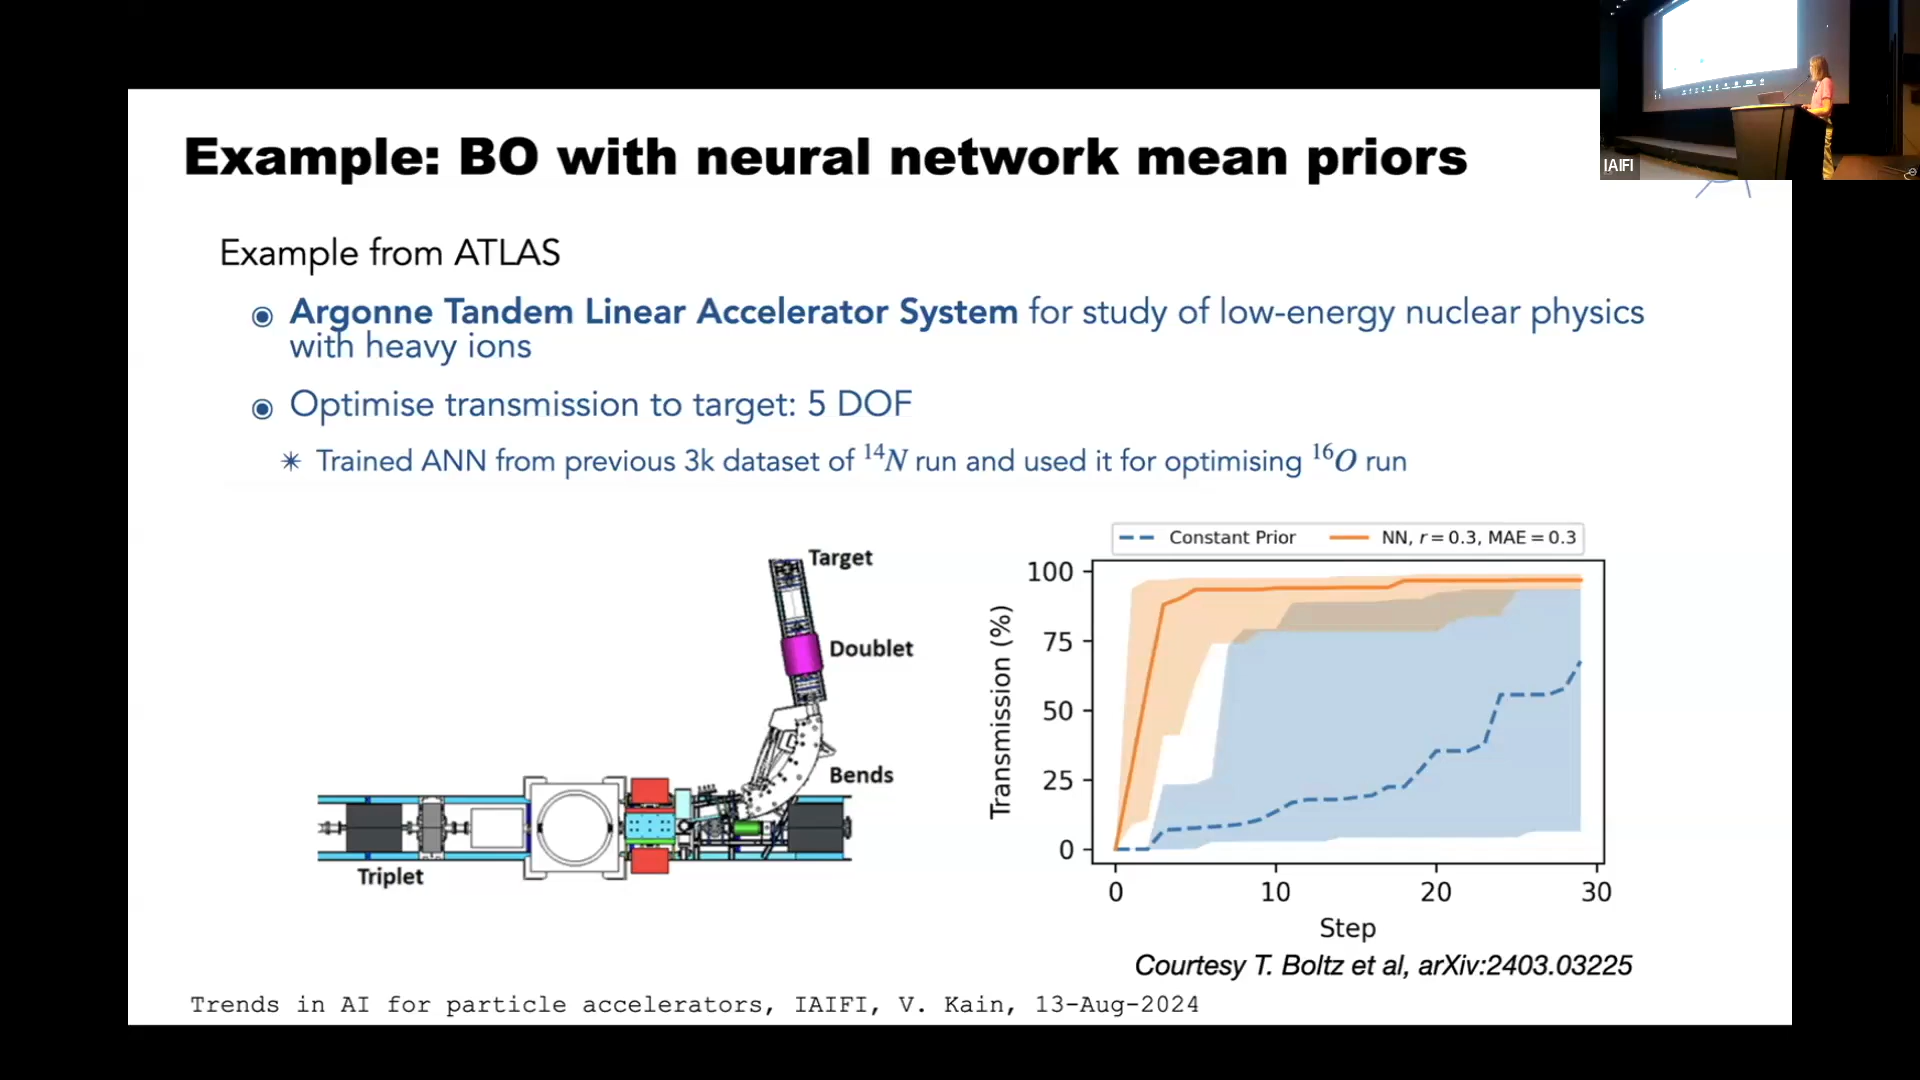 IAIFI
Example: BO with neural network mean priors
Example from ATLAS
Argonne Tandem Linear Accelerator System for study of low-energy nuclear physics
with heavy ions
Optimise transmission to target: 5 DOF
Trained ANN from previous 3k dataset of ¹⁴N run and used it for optimising ¹⁶O run
Target
Doublet
Bends
Triplet
Constant Prior
NN, r = 0.3, MAE = 0.3
Transmission (%)
100
75
50
25
0
0 10 20 30
Step
Courtesy T. Boltz et al, arXiv:2403.03225
Trends in AI for particle accelerators, IAIFI, V. Kain, 13-Aug-2024